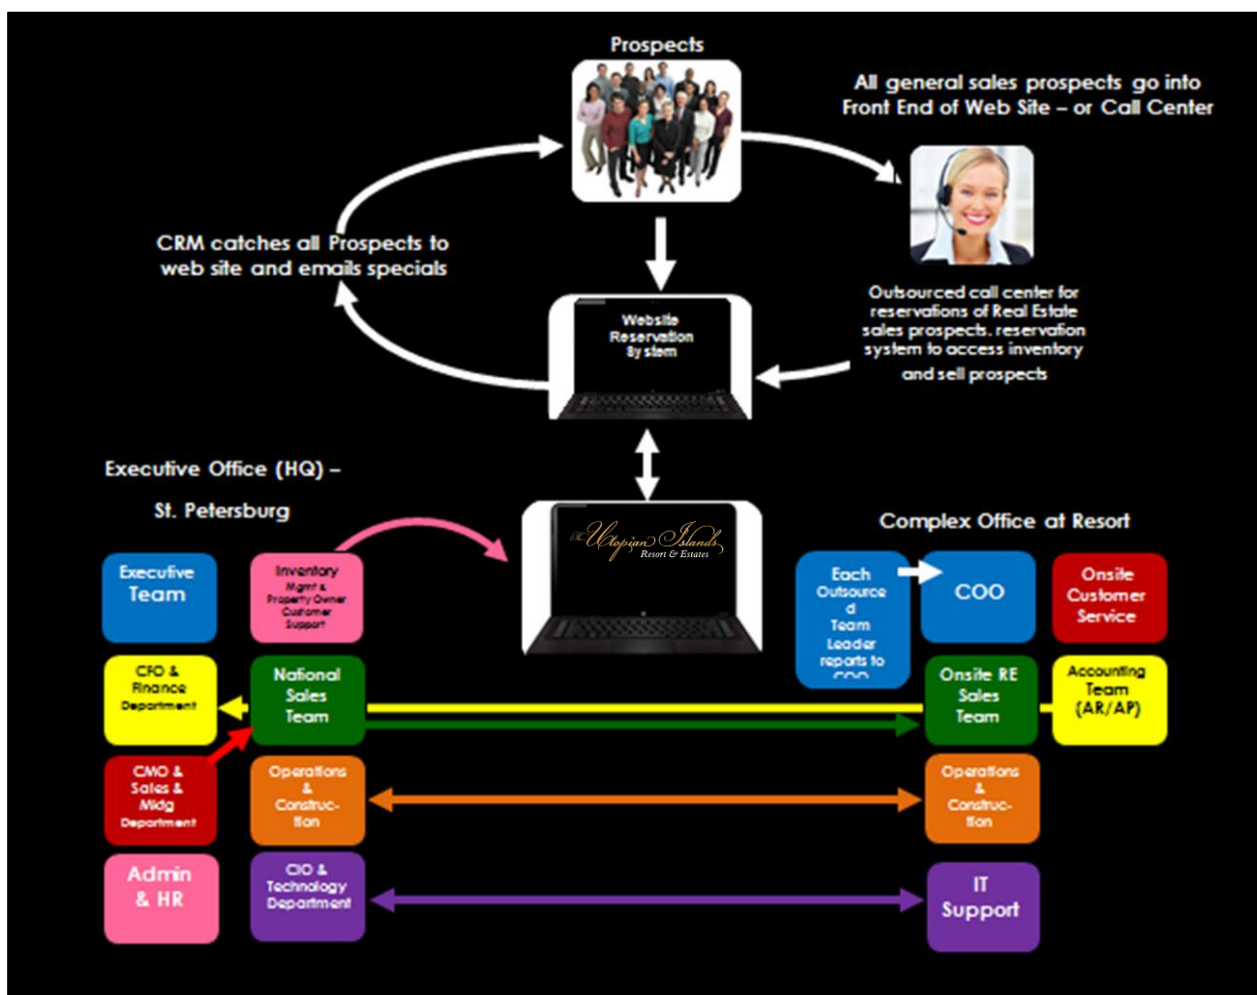 Prospects
All general sales prospects go into
Front End of Web Site – or Call Center
CRM catches all Prospects to
web site and emails specials
Outsourced call center for
reservations of Real Estate
sales prospects. reservation
system to access inventory
and sell prospects
Website
Reservation
System
Executive Office (HQ) –
St. Petersburg
The Utopian Islands
Resort & Estates
Complex Office at Resort
Executive
Team
Inventory
Mgmt &
Property Owner
Customer
Support
Each
Outsource
d
Team
Leader
reports to
COO
COO
Onsite
Customer
Service
CFO &
Finance
Department
National
Sales
Team
Onsite RE
Sales
Team
Accounting
Team
(AR/AP)
CMO &
Sales &
Mktg
Department
Operations
&
Construc-
tion
Operations
&
Construc-
tion
Admin
& HR
CIO &
Technology
Department
IT
Support